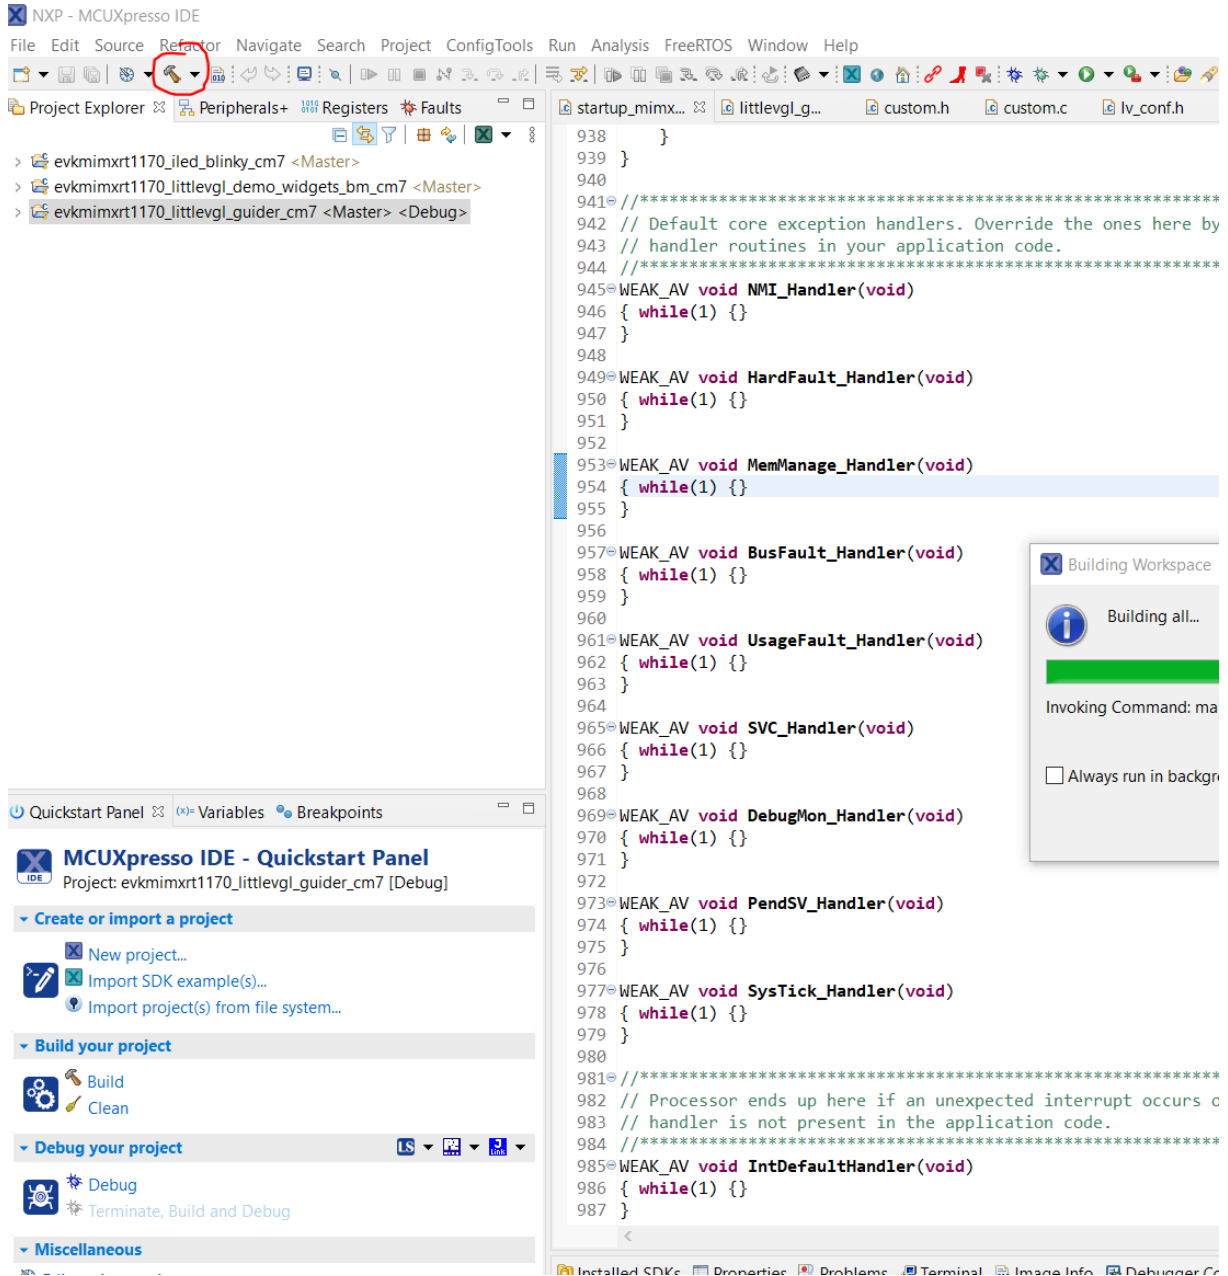 NXP - MCUXpresso IDE
File Edit Source Refactor Navigate Search Project ConfigTools Run Analysis FreeRTOS Window Help
Project Explorer Peripherals+ Registers Faults
evkmimxrt1170_iled_blinky_cm7 <Master>
evkmimxrt1170_littlevgl_demo_widgets_bm_cm7 <Master>
evkmimxrt1170_littlevgl_guider_cm7 <Master> <Debug>
startup_mimx... littlevgl_g... custom.h custom.c lv_conf.h
938 }
939 }
940
941 //***********************************************************
942 // Default core exception handlers. Override the ones here by
943 // handler routines in your application code.
944 //***********************************************************
945 WEAK_AV void NMI_Handler(void)
946 { while(1) {}
947 }
948
949 WEAK_AV void HardFault_Handler(void)
950 { while(1) {}
951 }
952
953 WEAK_AV void MemManage_Handler(void)
954 { while(1) {}
955 }
956
957 WEAK_AV void BusFault_Handler(void)
958 { while(1) {}
959 }
960
961 WEAK_AV void UsageFault_Handler(void)
962 { while(1) {}
963 }
964
965 WEAK_AV void SVC_Handler(void)
966 { while(1) {}
967 }
968
969 WEAK_AV void DebugMon_Handler(void)
970 { while(1) {}
971 }
972
973 WEAK_AV void PendSV_Handler(void)
974 { while(1) {}
975 }
976
977 WEAK_AV void SysTick_Handler(void)
978 { while(1) {}
979 }
980
981 //***********************************************************
982 // Processor ends up here if an unexpected interrupt occurs
983 // handler is not present in the application code.
984 //***********************************************************
985 WEAK_AV void IntDefaultHandler(void)
986 { while(1) {}
987 }
Building Workspace
Building all...
Invoking Command:
Always run in
Quickstart Panel (x)= Variables Breakpoints
MCUXpresso IDE - Quickstart Panel
IDE
Project: evkmimxrt1170_littlevgl_guider_cm7 [Debug]
Create or import a project
New project...
Import SDK example(s)...
Import project(s) from file system...
Build your project
Build
Clean
Debug your project LS Link
Debug
Terminate, Build and Debug
Miscellaneous
Installed SDKs Properties Problems Terminal Image Info Debugger